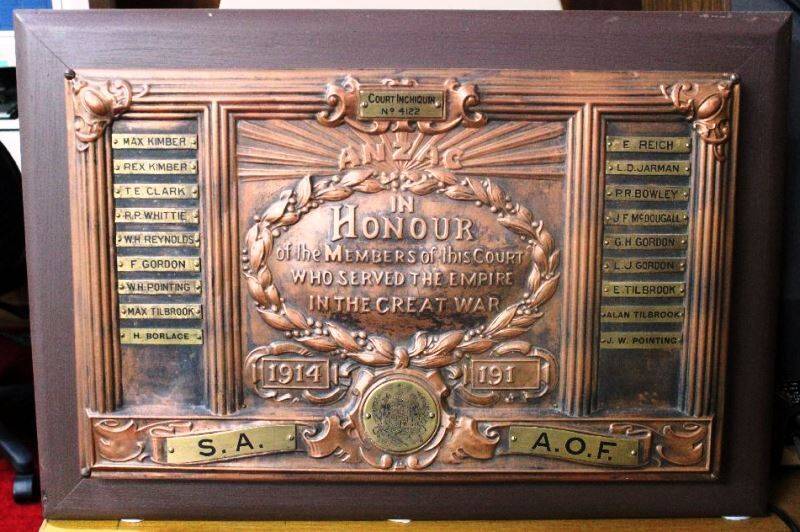 COURT INCHIQUIN
No 4122
ANZAC
IN
HONOUR
of the MEMBERS of this COURT
WHO SERVED THE EMPIRE
IN THE GREAT WAR
1914
191
MAX KIMBER
REX KIMBER
T E CLARK
R.P. WHITTIE
W.H. REYNOLDS
F GORDON
W.H. POINTING
MAX TILBROOK
H. BORLACE
E. REICH
L.D. JARMAN
P.R. BOWLEY
J.F. McDOUGALL
G.H GORDON
L.J GORDON
E. TILBROOK
ALAN TILBROOK
J. W. POINTING
S. A.
A. O. F.